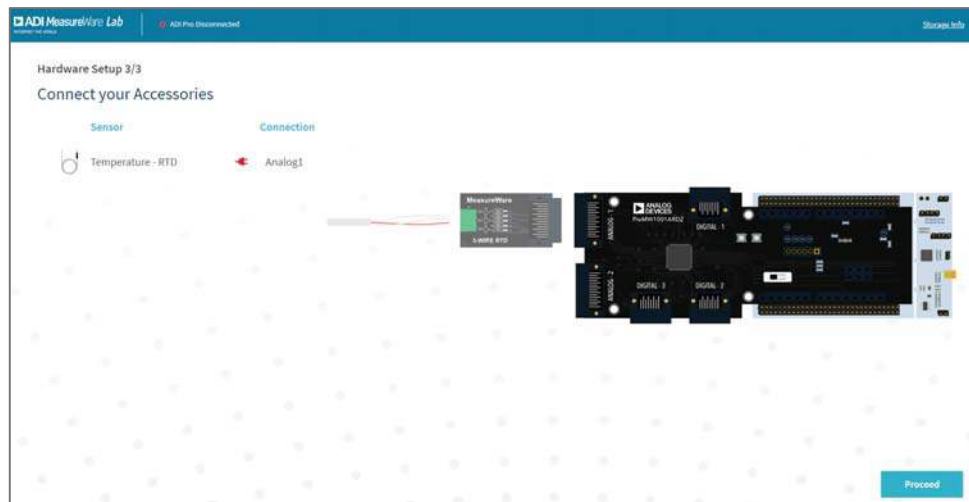 ADI MeasureWare Lab
ADI Pro Disconnected
Storage Info
Hardware Setup 3/3
Connect your Accessories
Sensor
Connection
Temperature - RTD
Analog1
MeasureWare
3-WIRE RTD
ANALOG - 1
ANALOG DEVICES
DIGITAL - 1
ANALOG - 2
DIGITAL - 3
DIGITAL - 2
Proceed